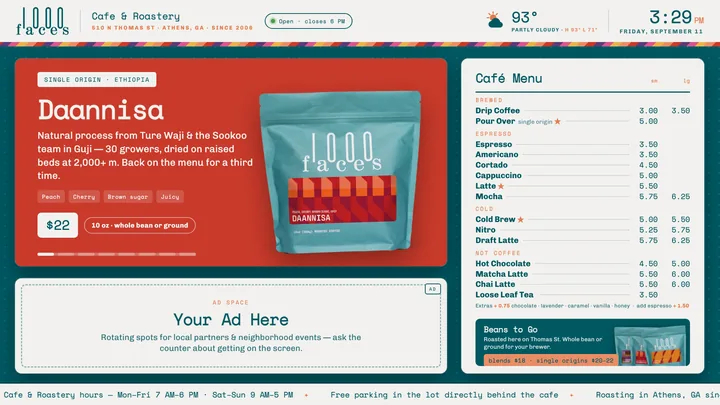 1000
faces
Cafe & Roastery
510 N THOMAS ST · ATHENS, GA · SINCE 2006
Open · closes 6 PM
93°
PARTLY CLOUDY · H 93° L 71°
3:29 PM
FRIDAY, SEPTEMBER 11
SINGLE ORIGIN · ETHIOPIA
Daannisa
Natural process from Ture Waji & the Sookoo
team in Guji — 30 growers, dried on raised
beds at 2,000+ m. Back on the menu for a third
time.
Peach
Cherry
Brown sugar
Juicy
$22
10 oz · whole bean or ground
1000
faces
DAANNISA
AD SPACE
Your Ad Here
Rotating spots for local partners & neighborhood events — ask the
counter about getting on the screen.
AD
Café Menu
sm lg
BREWED
Drip Coffee 3.00 3.50
Pour Over single origin ★ 5.00
ESPRESSO
Espresso 3.50
Americano 3.50
Cortado 4.50
Cappuccino 5.00
Latte ★ 5.50
Mocha 5.75 6.25
COLD
Cold Brew ★ 5.00 5.50
Nitro 5.25 5.75
Draft Latte 5.75 6.25
NOT COFFEE
Hot Chocolate 4.50 5.00
Matcha Latte 5.50 6.00
Chai Latte 5.50 6.00
Loose Leaf Tea 3.50
Extras + 0.75 chocolate · lavender · caramel · vanilla · honey · add espresso + 1.50
Beans to Go
Roasted here on Thomas St. Whole bean or
ground for your brewer.
blends $18 · single origins $20–22
Cafe & Roastery hours — Mon–Fri 7 AM–6 PM · Sat–Sun 9 AM–5 PM • Free parking in the lot directly behind the cafe • Roasting in Athens, GA sin